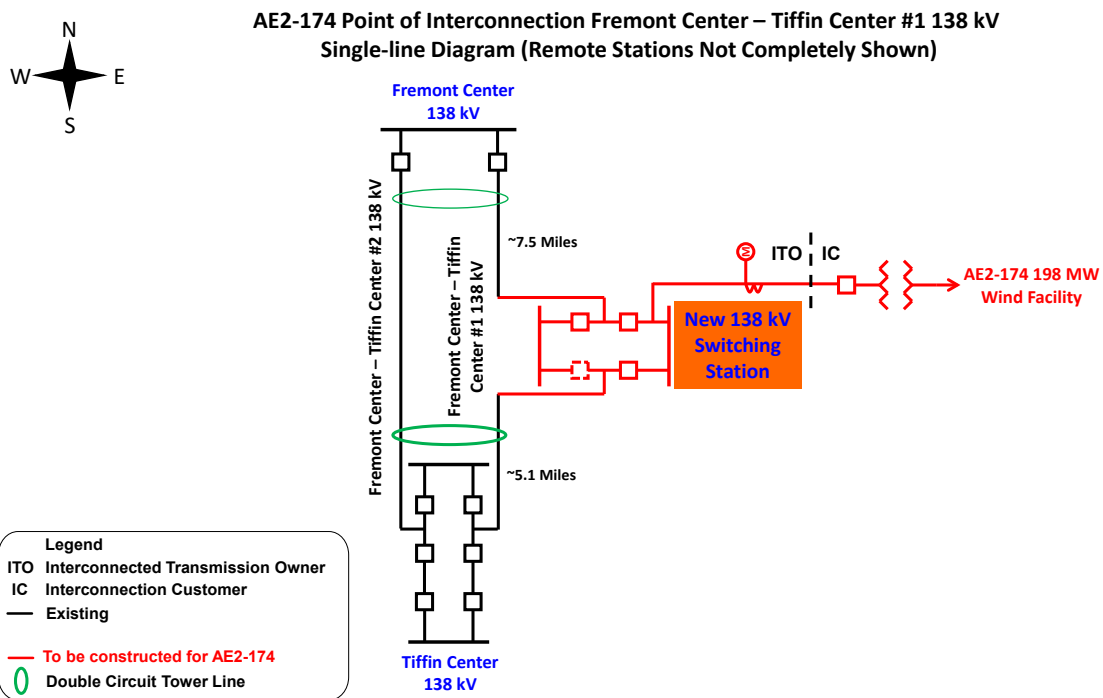 AE2-174 Point of Interconnection Fremont Center – Tiffin Center #1 138 kV
Single-line Diagram (Remote Stations Not Completely Shown)
N
W
E
S
Fremont Center
138 kV
Fremont Center – Tiffin Center #2 138 kV
Fremont Center – Tiffin
Center #1 138 kV
~7.5 Miles
M
ITO
IC
AE2-174 198 MW
Wind Facility
New 138 kV
Switching
Station
~5.1 Miles
Tiffin Center
138 kV
Legend
ITO Interconnected Transmission Owner
IC Interconnection Customer
Existing
To be constructed for AE2-174
Double Circuit Tower Line